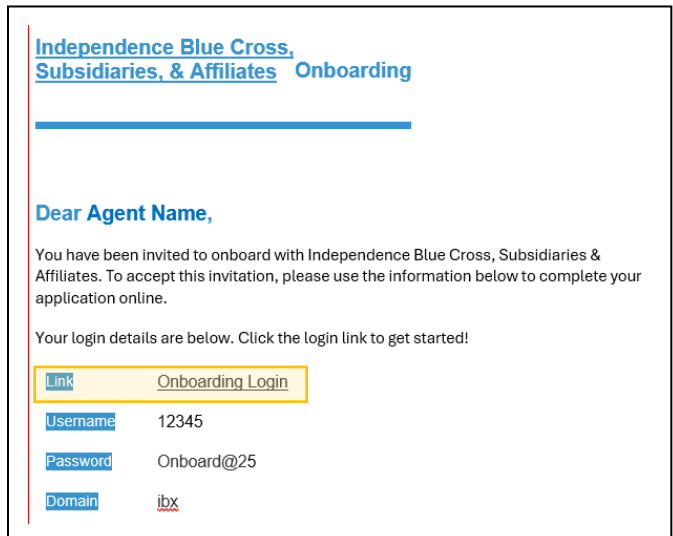 Independence Blue Cross,
Subsidiaries, & Affiliates Onboarding
Dear Agent Name,
You have been invited to onboard with Independence Blue Cross, Subsidiaries &
Affiliates. To accept this invitation, please use the information below to complete your
application online.
Your login details are below. Click the login link to get started!
Link Onboarding Login
Username 12345
Password Onboard@25
Domain ibx